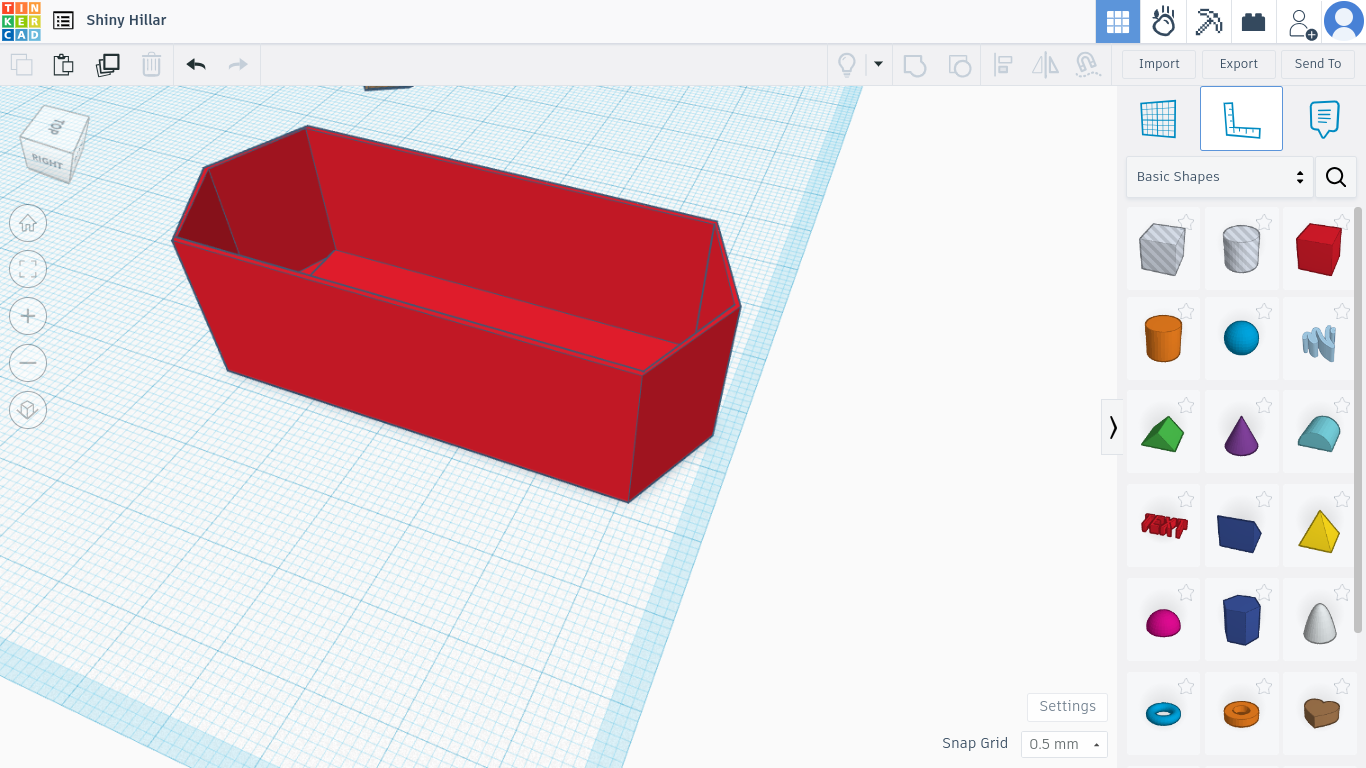 TIN
KER
CAD
Shiny Hillar
Import
Export
Send To
TOP
RIGHT
Basic Shapes
TEXT
Settings
Snap Grid
0.5 mm